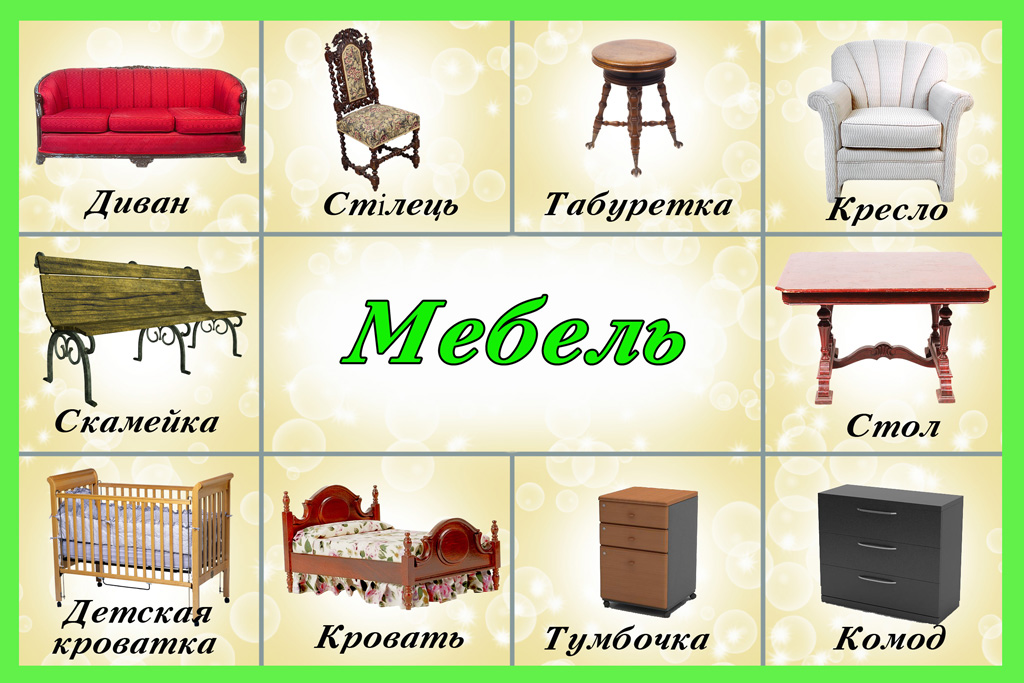 Диван
Стілець
Табуретка
Кресло
Скамейка
Мебель
Стол
Детская
кроватка
Кровать
Тумбочка
Комод